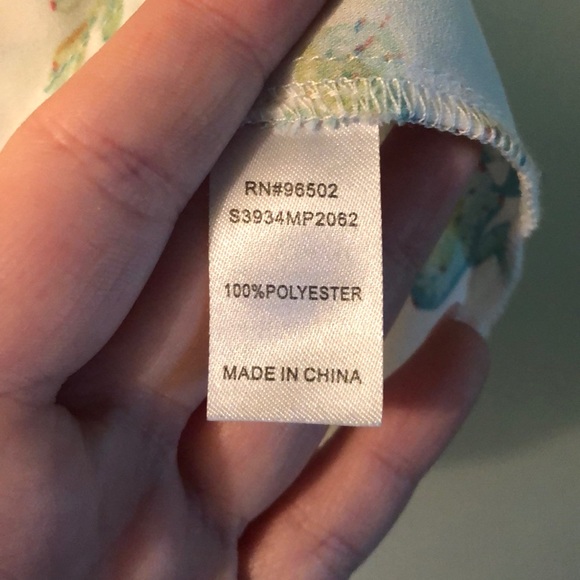 RN#96502
S3934MP2062
100%POLYESTER
MADE IN CHINA